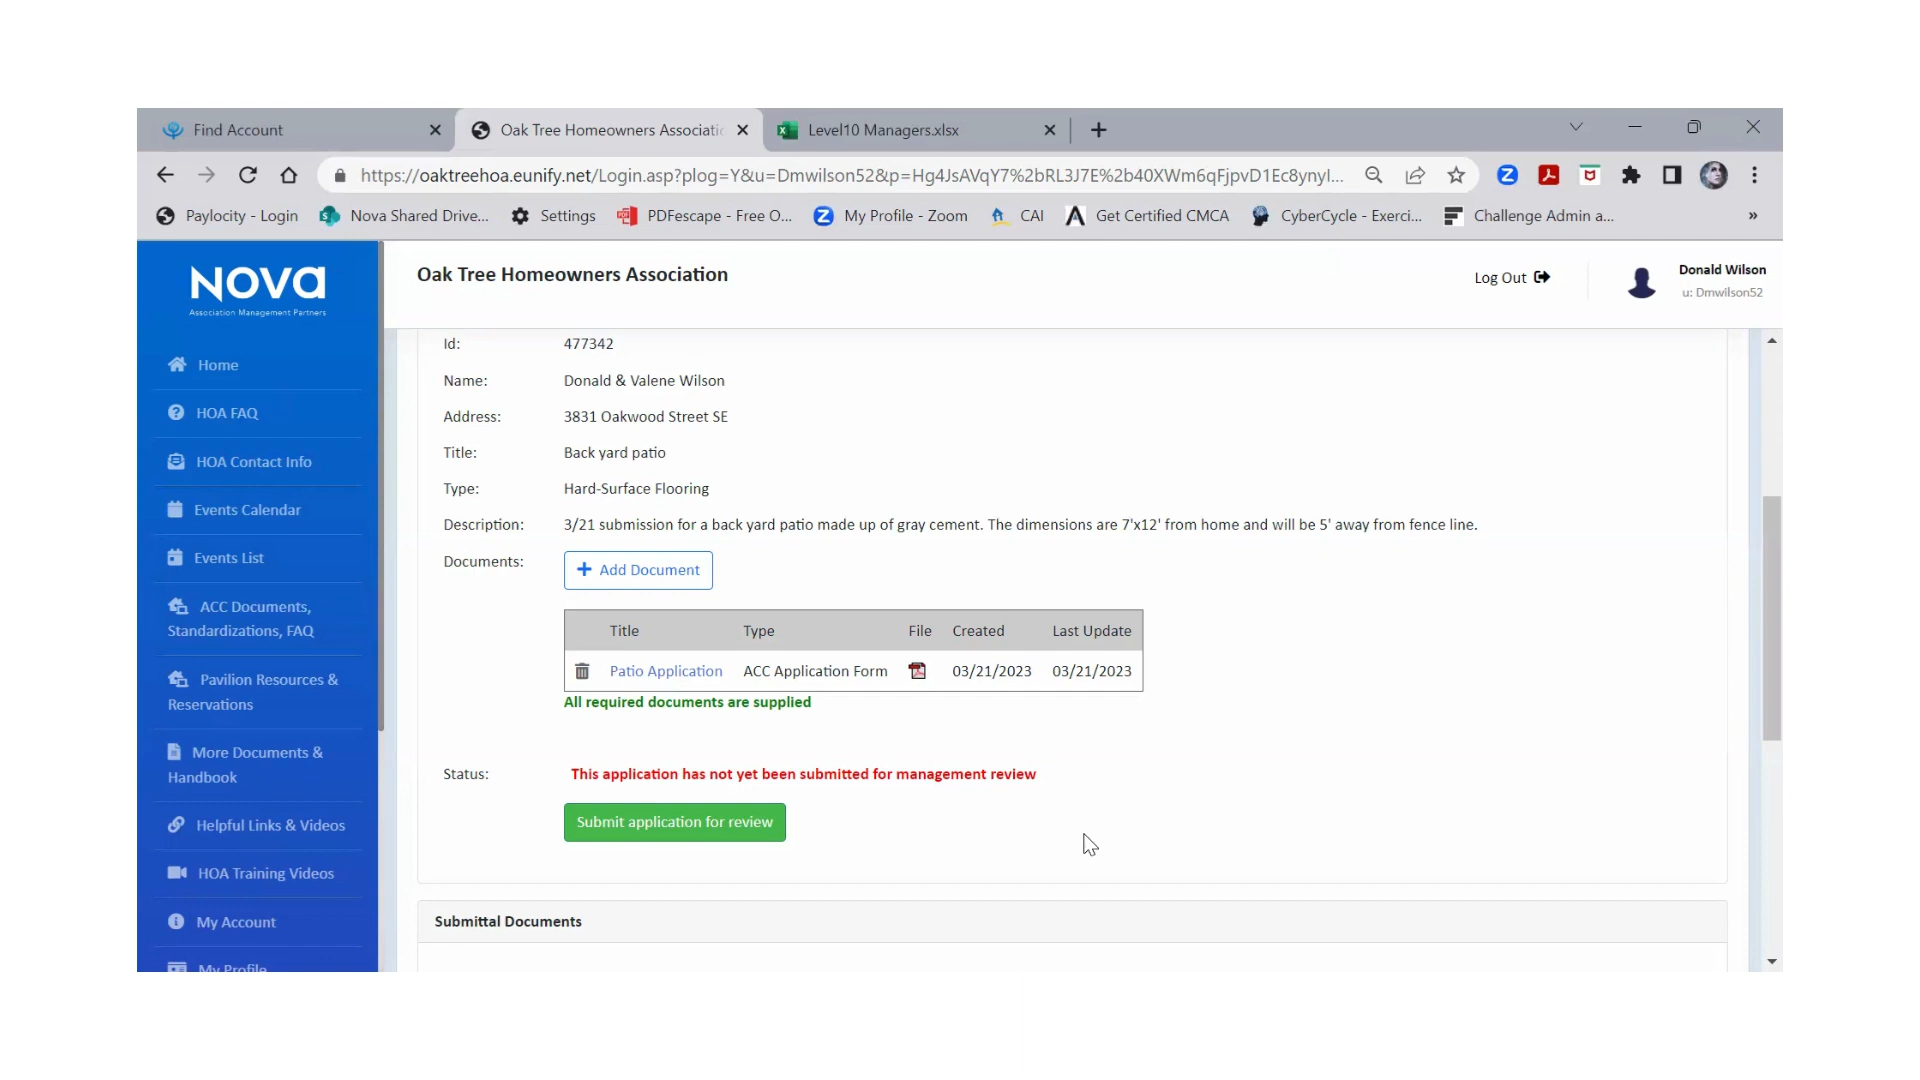 Find Account
Oak Tree Homeowners Associatic
Level10 Managers.xlsx
https://oaktreehoa.eunify.net/Login.asp?plog=Y&u=Dmwilson52&p=Hg4JsAVqY7%2bRL3J7E%2b40XWm6qFjpvD1Ec8ynyI...
Paylocity - Login
Nova Shared Drive...
Settings
PDFescape - Free O...
My Profile - Zoom
CAI
Get Certified CMCA
CyberCycle - Exerci...
Challenge Admin a...
»
Nova
Association Management Partners
Home
HOA FAQ
HOA Contact Info
Events Calendar
Events List
ACC Documents,
Standardizations, FAQ
Pavilion Resources &
Reservations
More Documents &
Handbook
Helpful Links & Videos
HOA Training Videos
My Account
My Profile
Oak Tree Homeowners Association
Log Out
Donald Wilson
u: Dmwilson52
Id: 477342
Name: Donald & Valene Wilson
Address: 3831 Oakwood Street SE
Title: Back yard patio
Type: Hard-Surface Flooring
Description: 3/21 submission for a back yard patio made up of gray cement. The dimensions are 7'x12' from home and will be 5' away from fence line.
Documents: + Add Document
Title Type File Created Last Update
Patio Application ACC Application Form 03/21/2023 03/21/2023
All required documents are supplied
Status: This application has not yet been submitted for management review
Submit application for review
Submittal Documents